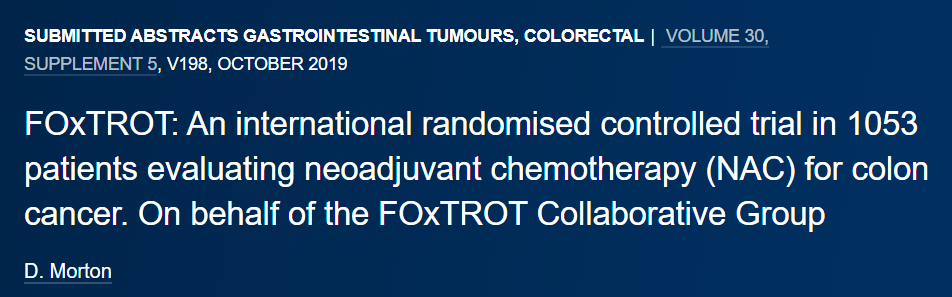 SUBMITTED ABSTRACTS GASTROINTESTINAL TUMOURS, COLORECTAL | VOLUME 30,
SUPPLEMENT 5, V198, OCTOBER 2019
FOxTROT: An international randomised controlled trial in 1053
patients evaluating neoadjuvant chemotherapy (NAC) for colon
cancer. On behalf of the FOxTROT Collaborative Group
D. Morton